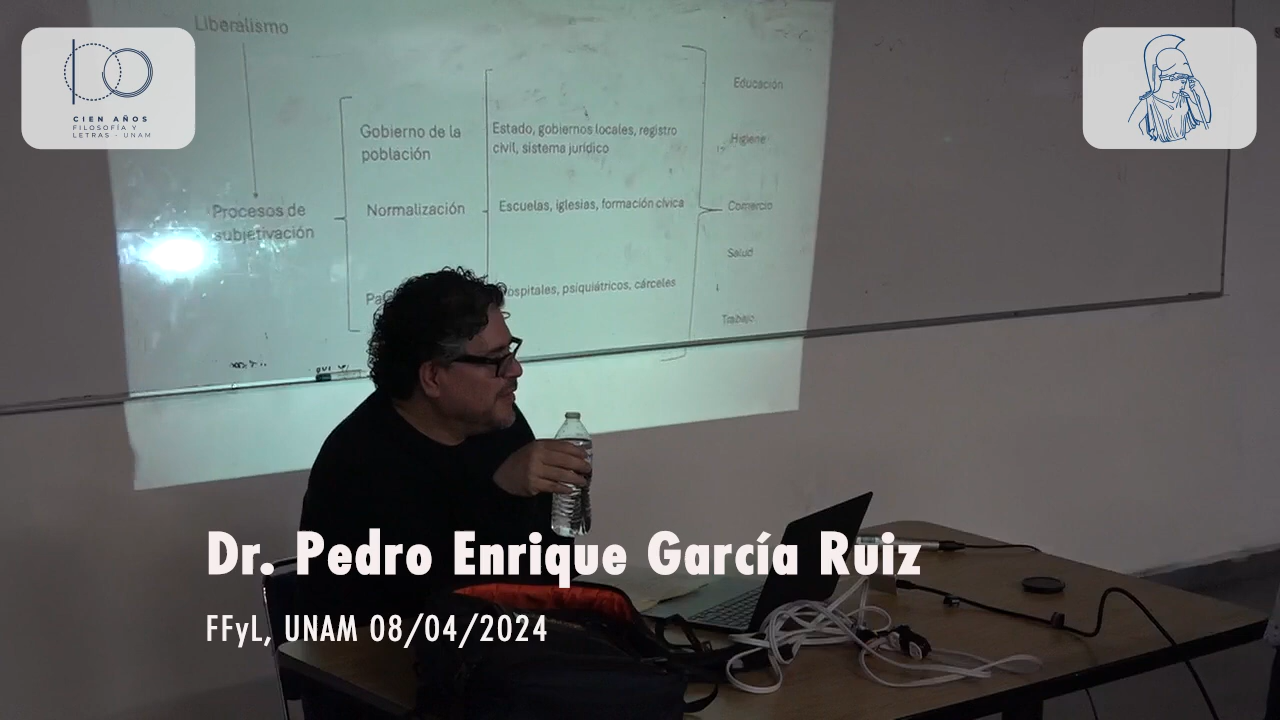 Liberalismo
CIEN AÑOS
FILOSOFÍA Y
LETRAS - UNAM
Educación
Gobierno de la
población
Estado, gobiernos locales, registro
civil, sistema jurídico
Higiene
Procesos de
subjetivación
Normalización
Escuelas, iglesias, formación cívica
Comercio
Salud
ospitales, psiquiátricos, cárceles
Trabajo
Dr. Pedro Enrique García Ruiz
FFyL, UNAM 08/04/2024